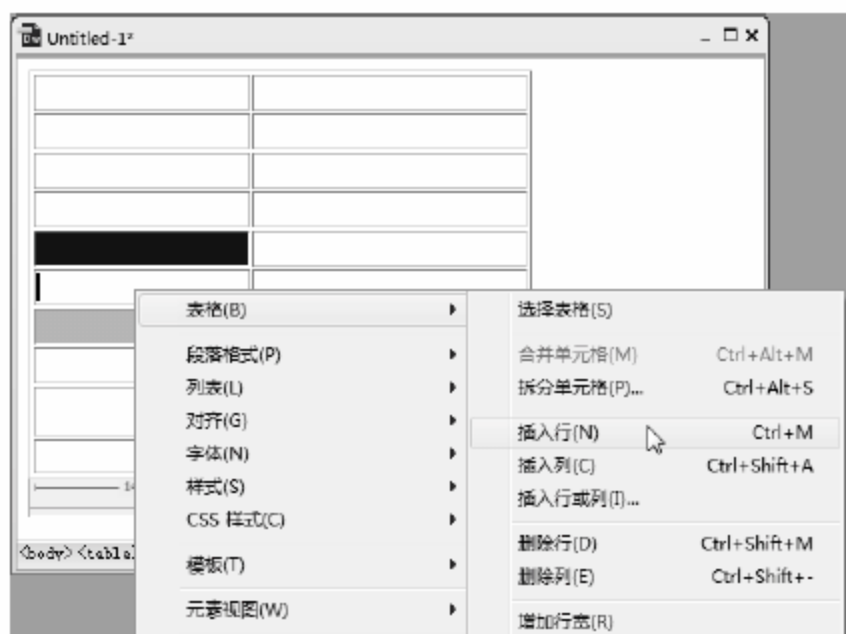 Untitled-1*
表格(B)
段落格式(P)
列表(L)
对齐(G)
字体(N)
样式(S)
CSS 样式(C)
模板(T)
元素视图(W)
选择表格(S)
合并单元格(M) Ctrl+Alt+M
拆分单元格(P)... Ctrl+Alt+S
插入行(N) Ctrl+M
插入列(C) Ctrl+Shift+A
插入行或列(I)...
删除行(D) Ctrl+Shift+M
删除列(E) Ctrl+Shift+-
增加行宽(R)
<body> <table